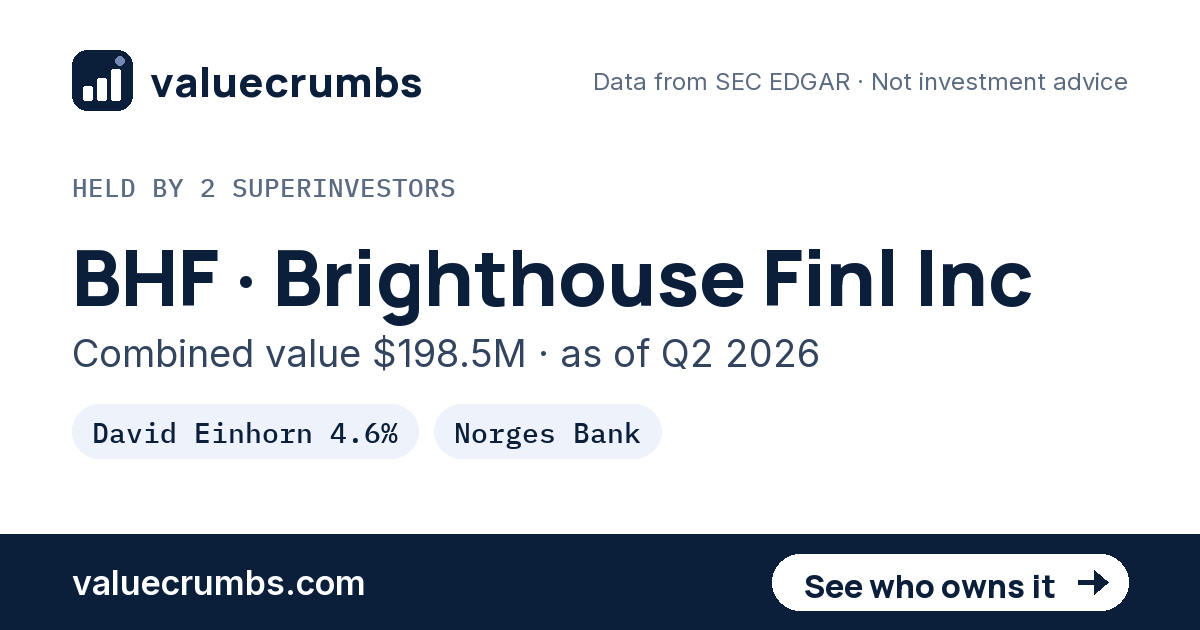 valuecrumbs
Data from SEC EDGAR · Not investment advice
HELD BY 2 SUPERINVESTORS
BHF · Brighthouse Finl Inc
Combined value $198.5M · as of Q2 2026
David Einhorn 4.6%
Norges Bank
valuecrumbs.com
See who owns it →